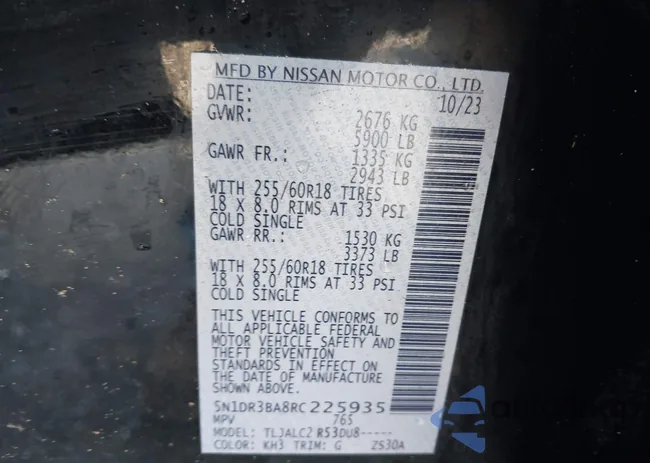 MFD BY NISSAN MOTOR CO., LTD.
DATE: 10/23
GVWR: 2676 KG
5900 LB
GAWR FR.: 1335 KG
2943 LB
WITH 255/60R18 TIRES
18 X 8.0 RIMS AT 33 PSI
COLD SINGLE
GAWR RR.: 1530 KG
3373 LB
WITH 255/60R18 TIRES
18 X 8.0 RIMS AT 33 PSI
COLD SINGLE
THIS VEHICLE CONFORMS TO
ALL APPLICABLE FEDERAL
MOTOR VEHICLE SAFETY AND
THEFT PREVENTION
STANDARDS IN EFFECT ON
THE DATE OF MANUFACTURE
SHOWN ABOVE.
5N1DR3BA8RC225935
MPV 765
MODEL: TLJALC2 R53DU8-----
COLOR: KH3 TRIM: G ZS30A